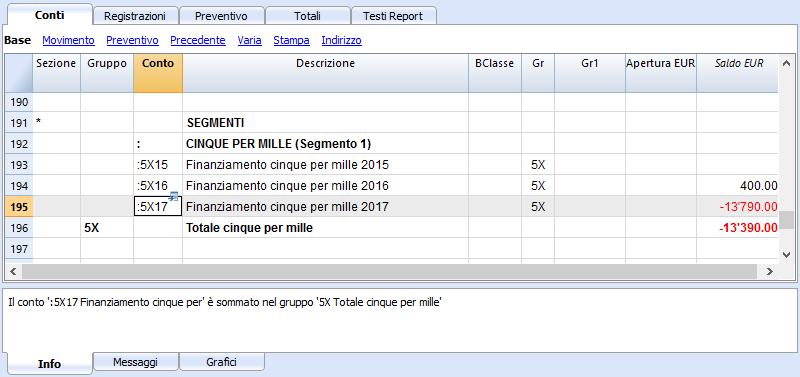 Conti Registrazioni Preventivo Totali Testi Report
Base Movimento Preventivo Precedente Varia Stampa Indirizzo
Sezione Gruppo Conto Descrizione BClasse Gr Gr1 Apertura EUR Saldo EUR
190
191 * SEGMENTI
192 : CINQUE PER MILLE (Segmento 1)
193 :5X15 Finanziamento cinque per mille 2015 5X
194 :5X16 Finanziamento cinque per mille 2016 5X 400.00
195 :5X17 Finanziamento cinque per mille 2017 5X -13'790.00
196 5X Totale cinque per mille -13'390.00
197
Il conto ':5X17 Finanziamento cinque per' è sommato nel gruppo '5X Totale cinque per mille'
Info Messaggi Grafici